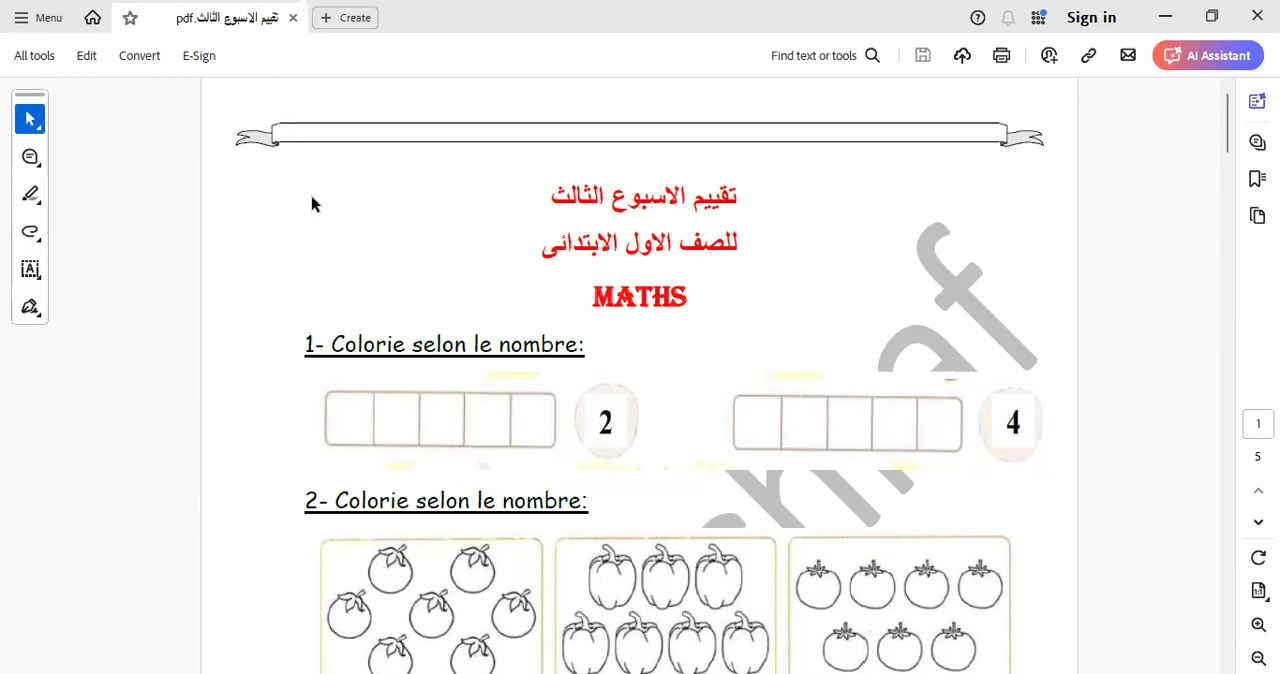 Menu
تقييم الاسبوع الثالث.pdf
Create
Sign in
All tools
Edit
Convert
E-Sign
Find text or tools
AI Assistant
تقييم الاسبوع الثالث
للصف الاول الابتدائى
MATHS
1- Colorie selon le nombre:
2
4
2- Colorie selon le nombre:
1
5